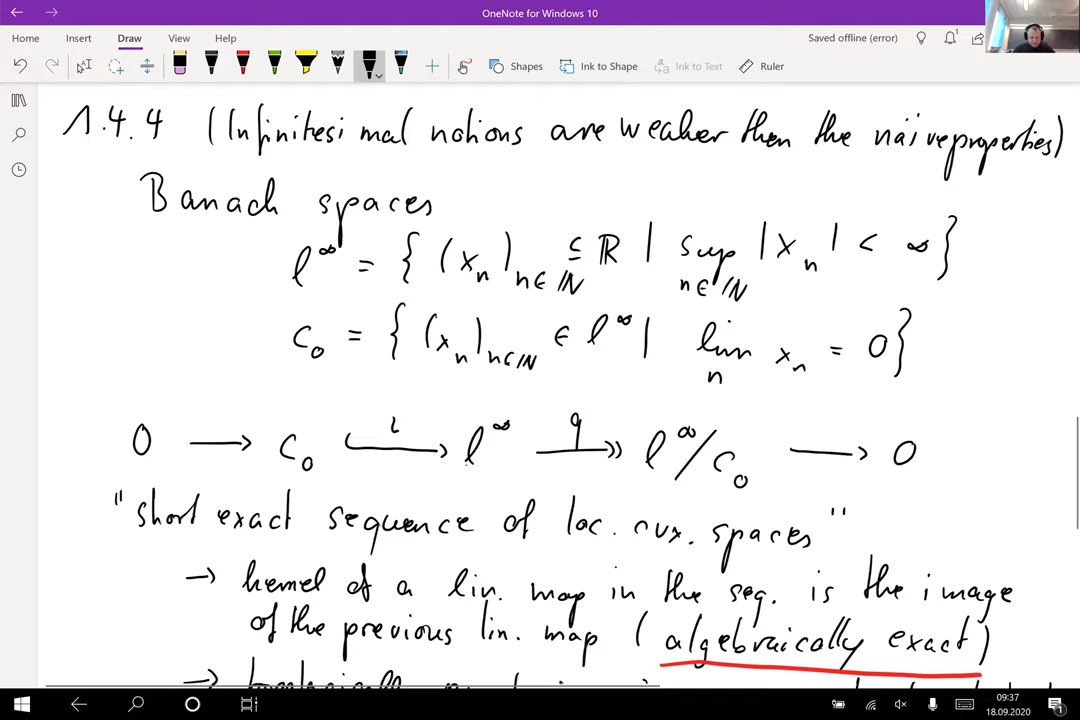 OneNote for Windows 10
Home Insert Draw View Help
Saved offline (error)
Shapes Ink to Shape Ink to Text Ruler
1.4.4 (Infinitesimal notions are weaker then the naïve properties)
Banach spaces
ℓ^∞ = { (x_n)_{n∈ℕ} ⊆ ℝ | sup_{n∈ℕ} |x_n| < ∞ }
c_0 = { (x_n)_{n∈ℕ} ∈ ℓ^∞ | lim_n x_n = 0 }
0 ⟶ c_0 ↪^{ι} ℓ^∞ ↠^{q} ℓ^∞/c_0 ⟶ 0
"short exact sequence of loc. cvx. spaces"
→ kernel of a lin. map in the seq. is the image
of the previous lin. map (algebraically exact)
→
09:37
18.09.2020